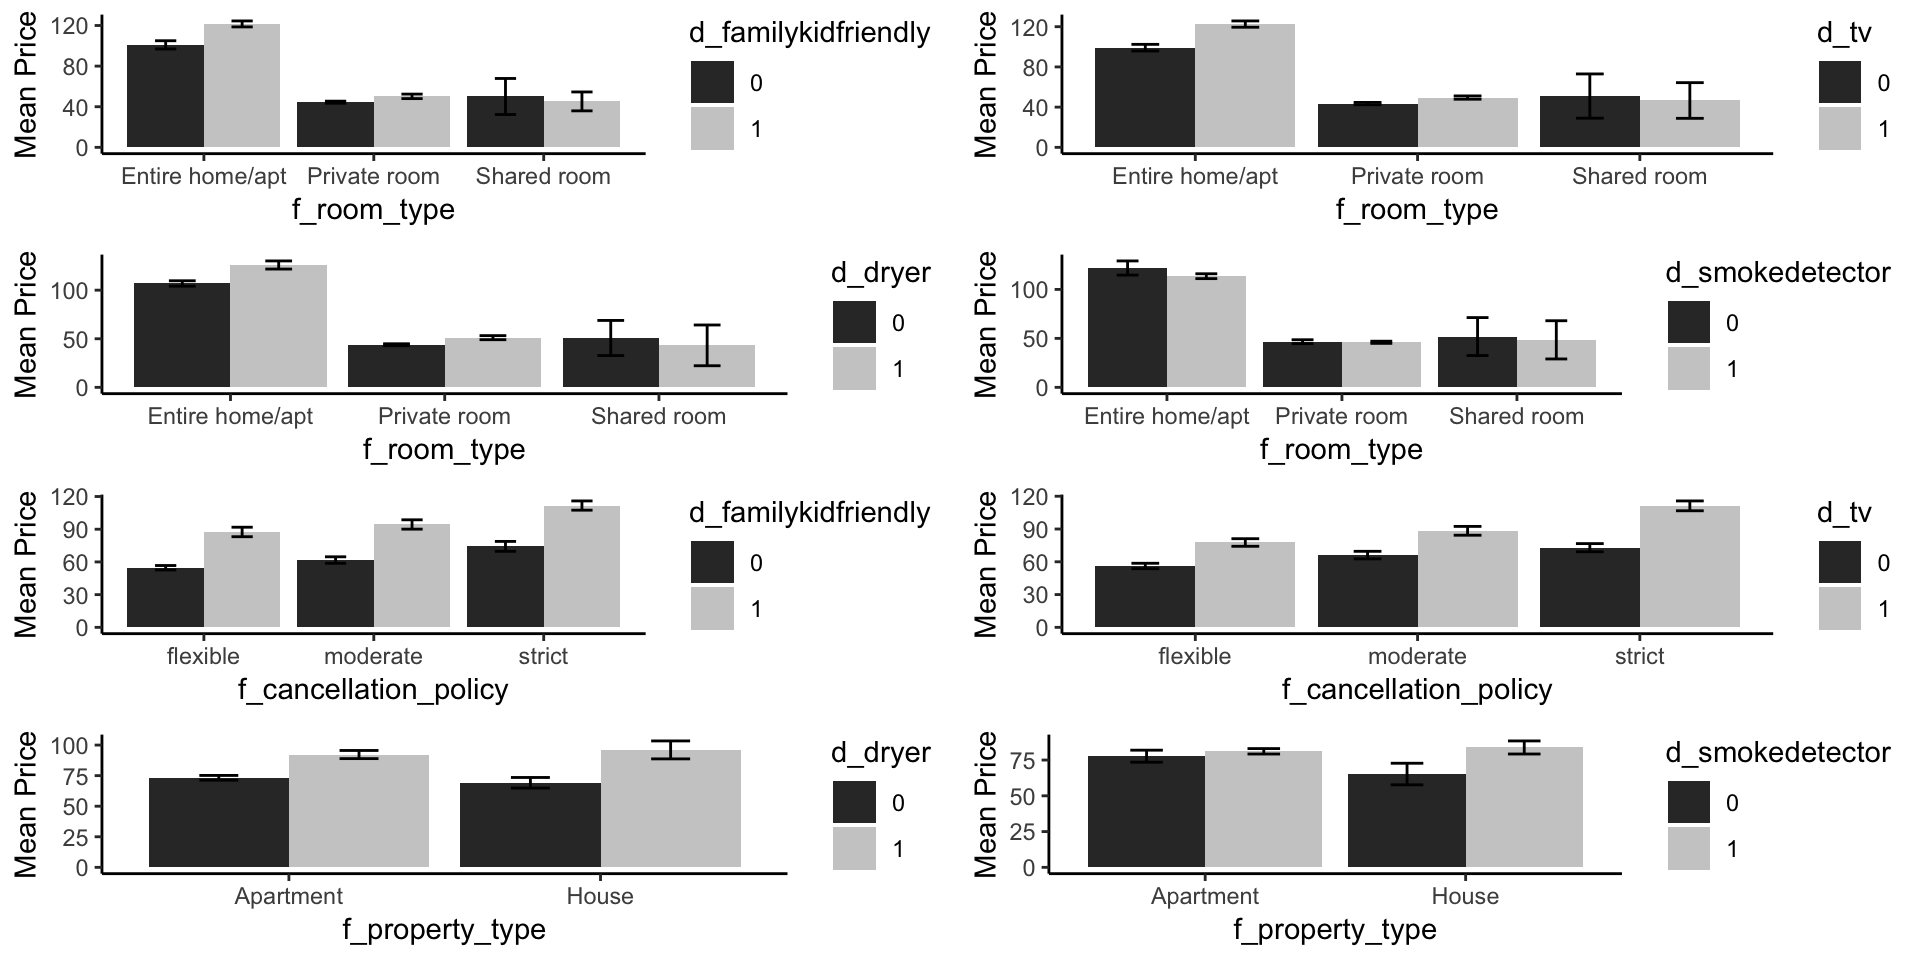 Mean Price
120
80
40
0
Entire home/apt Private room Shared room
f_room_type
d_familykidfriendly
0
1
Mean Price
120
80
40
0
Entire home/apt Private room Shared room
f_room_type
d_tv
0
1
Mean Price
100
50
0
Entire home/apt Private room Shared room
f_room_type
d_dryer
0
1
Mean Price
100
50
0
Entire home/apt Private room Shared room
f_room_type
d_smokedetector
0
1
Mean Price
120
90
60
30
0
flexible moderate strict
f_cancellation_policy
d_familykidfriendly
0
1
Mean Price
120
90
60
30
0
flexible moderate strict
f_cancellation_policy
d_tv
0
1
Mean Price
100
75
50
25
0
Apartment House
f_property_type
d_dryer
0
1
Mean Price
75
50
25
0
Apartment House
f_property_type
d_smokedetector
0
1